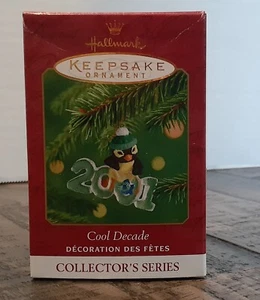 Hallmark
KEEPSAKE
ORNAMENT
2001
Cool Decade
DÉCORATION DES FÊTES
COLLECTOR'S SERIES